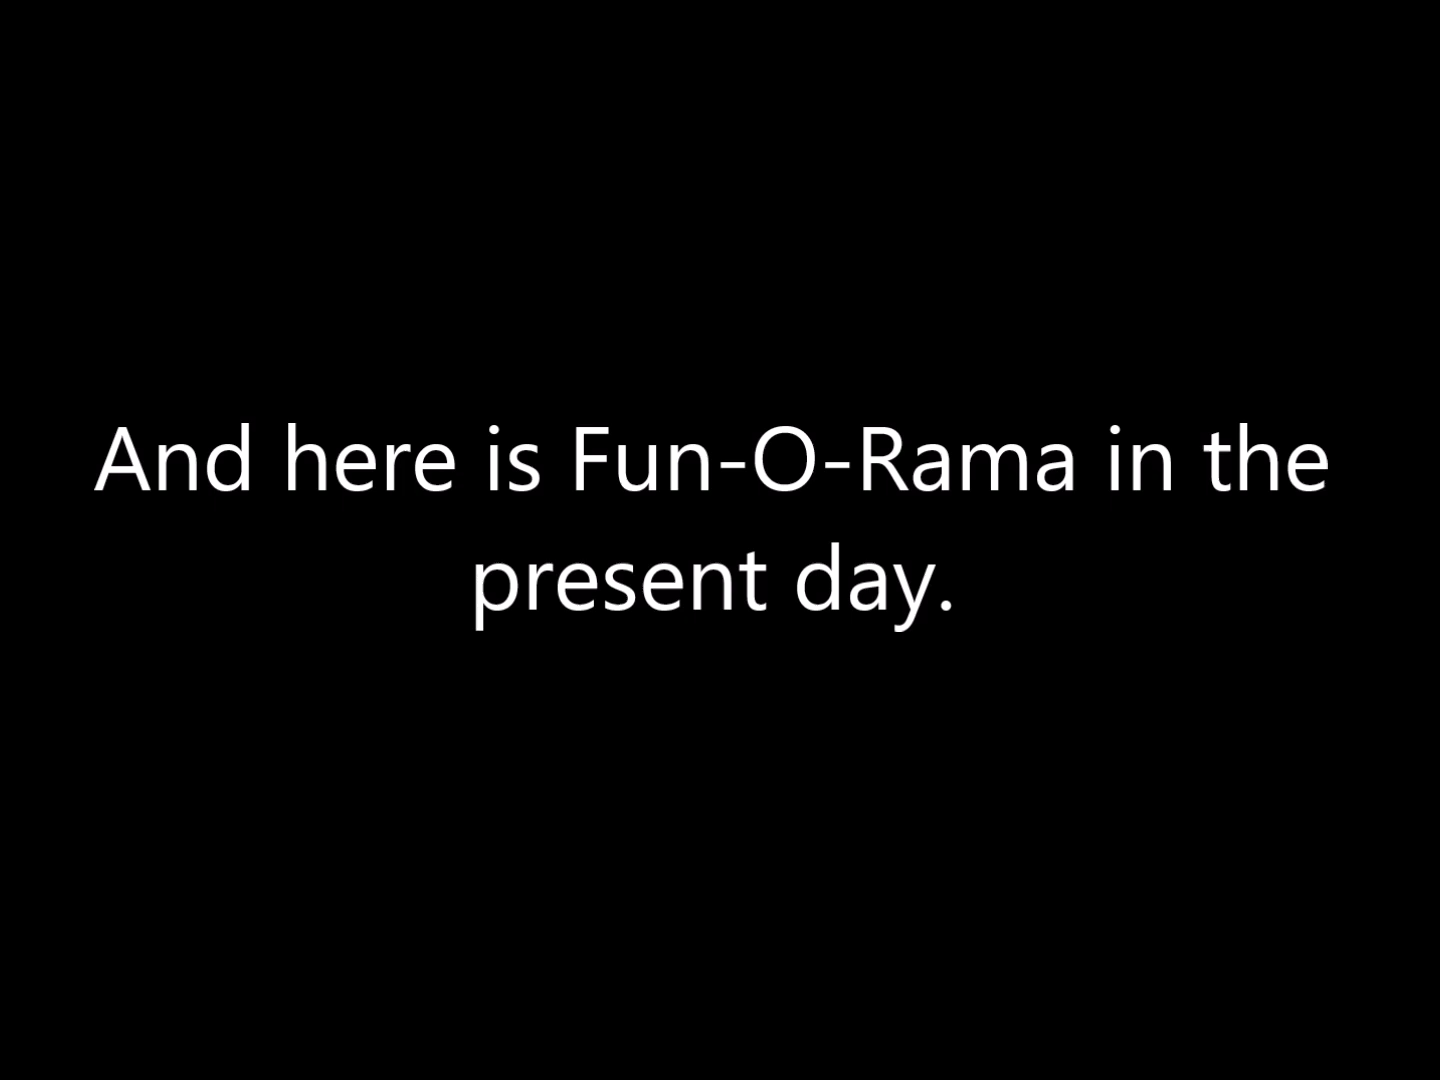 And here is Fun-O-Rama in the
present day.